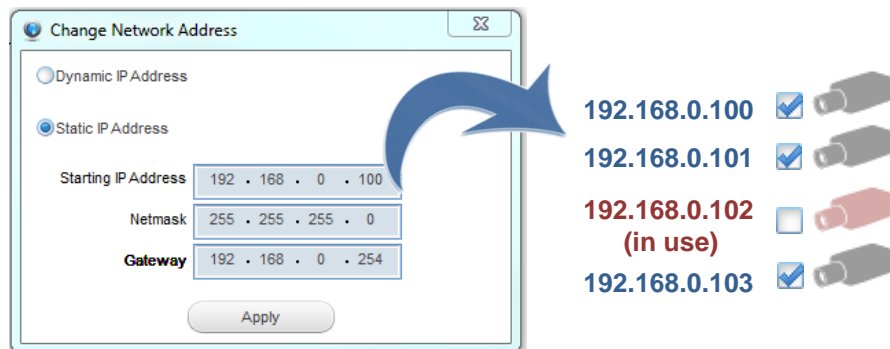 Change Network Address
Dynamic IP Address
Static IP Address
Starting IP Address 192 . 168 . 0 . 100
Netmask 255 . 255 . 255 . 0
Gateway 192 . 168 . 0 . 254
Apply
192.168.0.100
192.168.0.101
192.168.0.102
(in use)
192.168.0.103